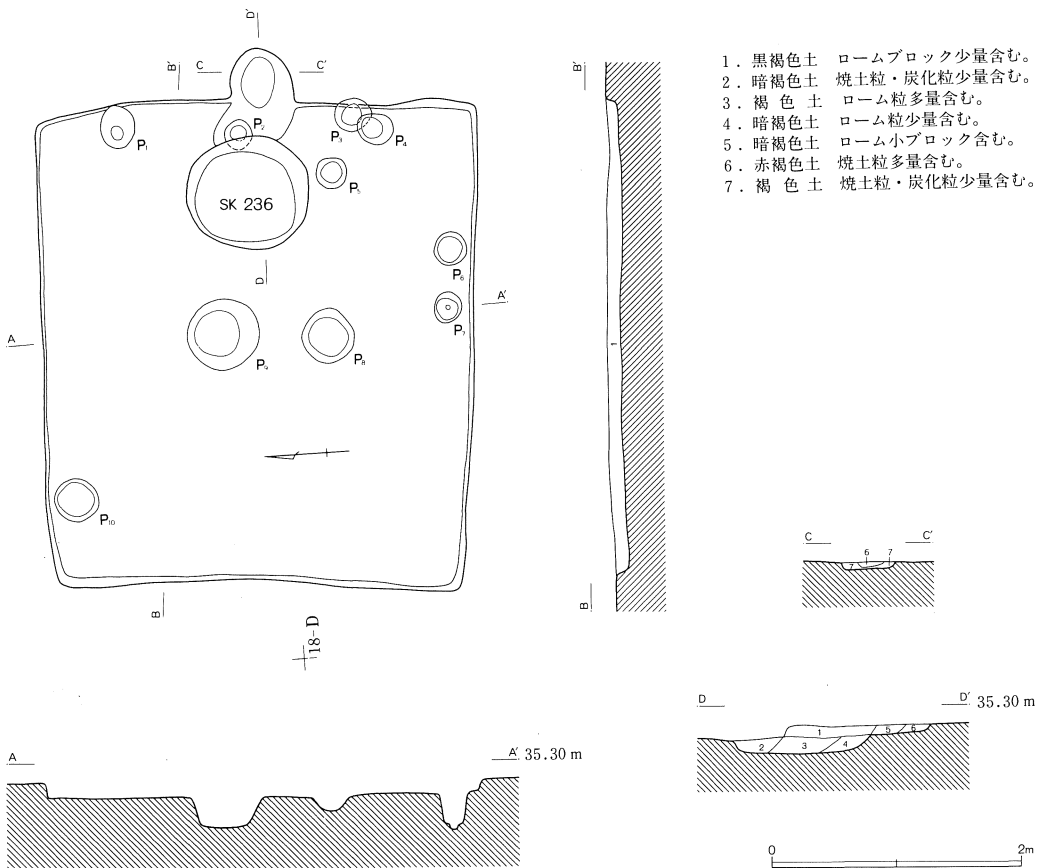 D′
B′
C
C′
P₁
P₂
P₃
P₄
P₅
SK 236
P₆
D
A′
P₇
A
P₉
P₈
P₁₀
B
18-D
B′
1
B
1．黒褐色土 ロームブロック少量含む。
2．暗褐色土 焼土粒・炭化粒少量含む。
3．褐色土 ローム粒多量含む。
4．暗褐色土 ローム粒少量含む。
5．暗褐色土 ローム小ブロック含む。
6．赤褐色土 焼土粒多量含む。
7．褐色土 焼土粒・炭化粒少量含む。
C
C′
6
7
7
D
D′ 35.30 m
1
2
3
4
5
6
A
A′ 35.30 m
0
2m